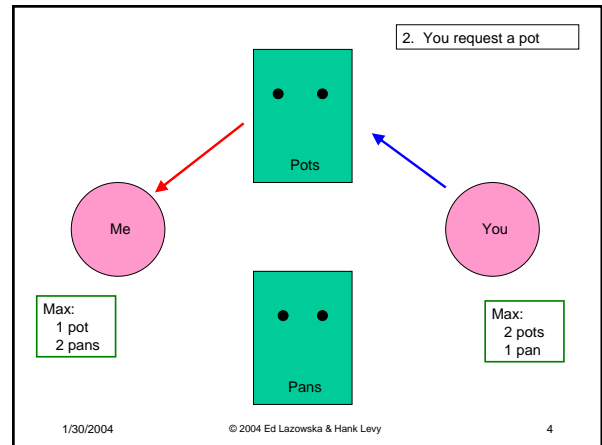 2. You request a pot
Pots
Me
You
Max:
1 pot
2 pans
Max:
2 pots
1 pan
Pans
1/30/2004
© 2004 Ed Lazowska & Hank Levy
4